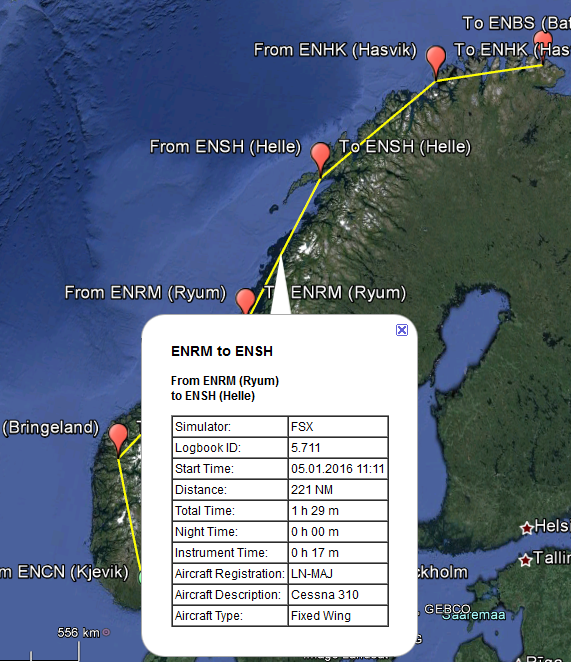 To ENBS (Bat
From ENHK (Hasvik)
To ENHK (Has
From ENSH (Helle)
To ENSH (Helle)
From ENRM (Ryum)
To ENRM (Ryum)
ENRM to ENSH
From ENRM (Ryum)
to ENSH (Helle)
Simulator: FSX
Logbook ID: 5.711
Start Time: 05.01.2016 11:11
Distance: 221 NM
Total Time: 1 h 29 m
Night Time: 0 h 00 m
Instrument Time: 0 h 17 m
Aircraft Registration: LN-MAJ
Aircraft Description: Cessna 310
Aircraft Type: Fixed Wing
(Bringeland)
T
m ENCN (Kjevik)
Hels
Tallin
ckholm
GEBCO
Saaremaa
556 km